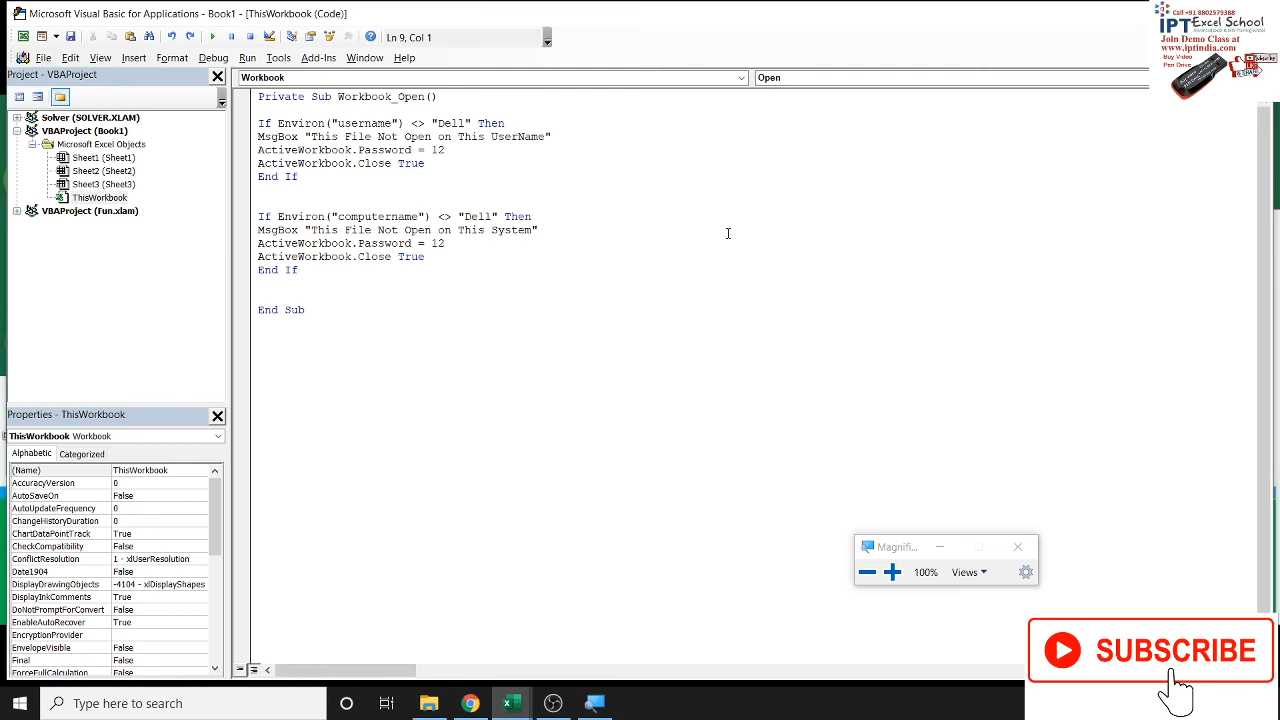 Microsoft Visual Basic for Applications - Book1 - [ThisWorkbook (Code)]
Ln 9, Col 1
File Edit View Insert Format Debug Run Tools Add-Ins Window Help
Project - VBAProject
Workbook
Open
Solver (SOLVER.XLAM)
VBAProject (Book1)
Microsoft Excel Objects
Sheet1 (Sheet1)
Sheet2 (Sheet2)
Sheet3 (Sheet3)
ThisWorkbook
VBAProject (Fun.xlam)
Private Sub Workbook_Open()
If Environ("username") <> "Dell" Then
MsgBox "This File Not Open on This UserName"
ActiveWorkbook.Password = 12
ActiveWorkbook.Close True
End If
If Environ("computername") <> "Dell" Then
MsgBox "This File Not Open on This System"
ActiveWorkbook.Password = 12
ActiveWorkbook.Close True
End If
End Sub
Properties - ThisWorkbook
ThisWorkbook Workbook
Alphabetic Categorized
(Name) ThisWorkbook
AccuracyVersion 0
AutoSaveOn False
AutoUpdateFrequency 0
ChangeHistoryDuration 0
ChartDataPointTrack True
CheckCompatibility False
ConflictResolution 1 - xlUserResolution
Date1904 False
DisplayDrawingObjects -4104 - xlDisplayShapes
DisplayInkComments True
DoNotPromptForConvert False
EnableAutoRecover True
EncryptionProvider
EnvelopeVisible False
Final False
ForceFullCalculation False
Magnifi...
100% Views
Call +91 8802579388
IPT Excel School
Join Demo Class at
www.iptindia.com
Buy Video
Pen Drive
SUBSCRIBE
Type here to search